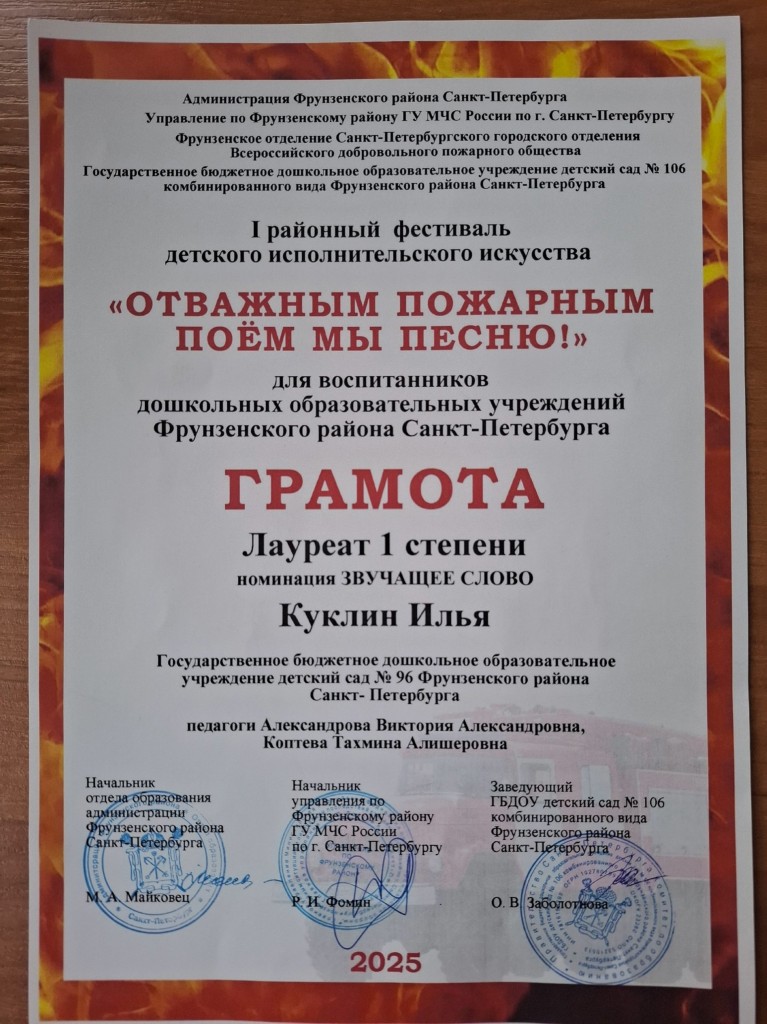 Администрация Фрунзенского района Санкт-Петербурга
Управление по Фрунзенскому району ГУ МЧС России по г. Санкт-Петербургу
Фрунзенское отделение Санкт-Петербургского городского отделения
Всероссийского добровольного пожарного общества
Государственное бюджетное дошкольное образовательное учреждение детский сад № 106
комбинированного вида Фрунзенского района Санкт-Петербурга
I районный фестиваль
детского исполнительского искусства
«ОТВАЖНЫМ ПОЖАРНЫМ
ПОЁМ МЫ ПЕСНЮ!»
для воспитанников
дошкольных образовательных учреждений
Фрунзенского района Санкт-Петербурга
ГРАМОТА
Лауреат 1 степени
номинация ЗВУЧАЩЕЕ СЛОВО
Куклин Илья
Государственное бюджетное дошкольное образовательное
учреждение детский сад № 96 Фрунзенского района
Санкт- Петербурга
педагоги Александрова Виктория Александровна,
Коптева Тахмина Алишеровна
Начальник
отдела образования
администрации
Фрунзенского района
Санкт-Петербурга
М. А. Майковец
Начальник
управления по
Фрунзенскому району
ГУ МЧС России
по г. Санкт-Петербургу
Р. И. Фомин
Заведующий
ГБДОУ детский сад № 106
комбинированного вида
Фрунзенского района
Санкт-Петербурга
О. В. Заболотнова
2025